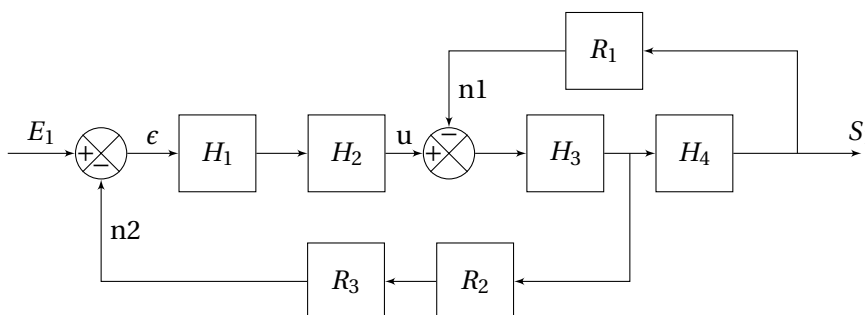 R₁
n1
E₁ + − ϵ H₁ H₂ u + − H₃ H₄ S
n2
R₃ R₂